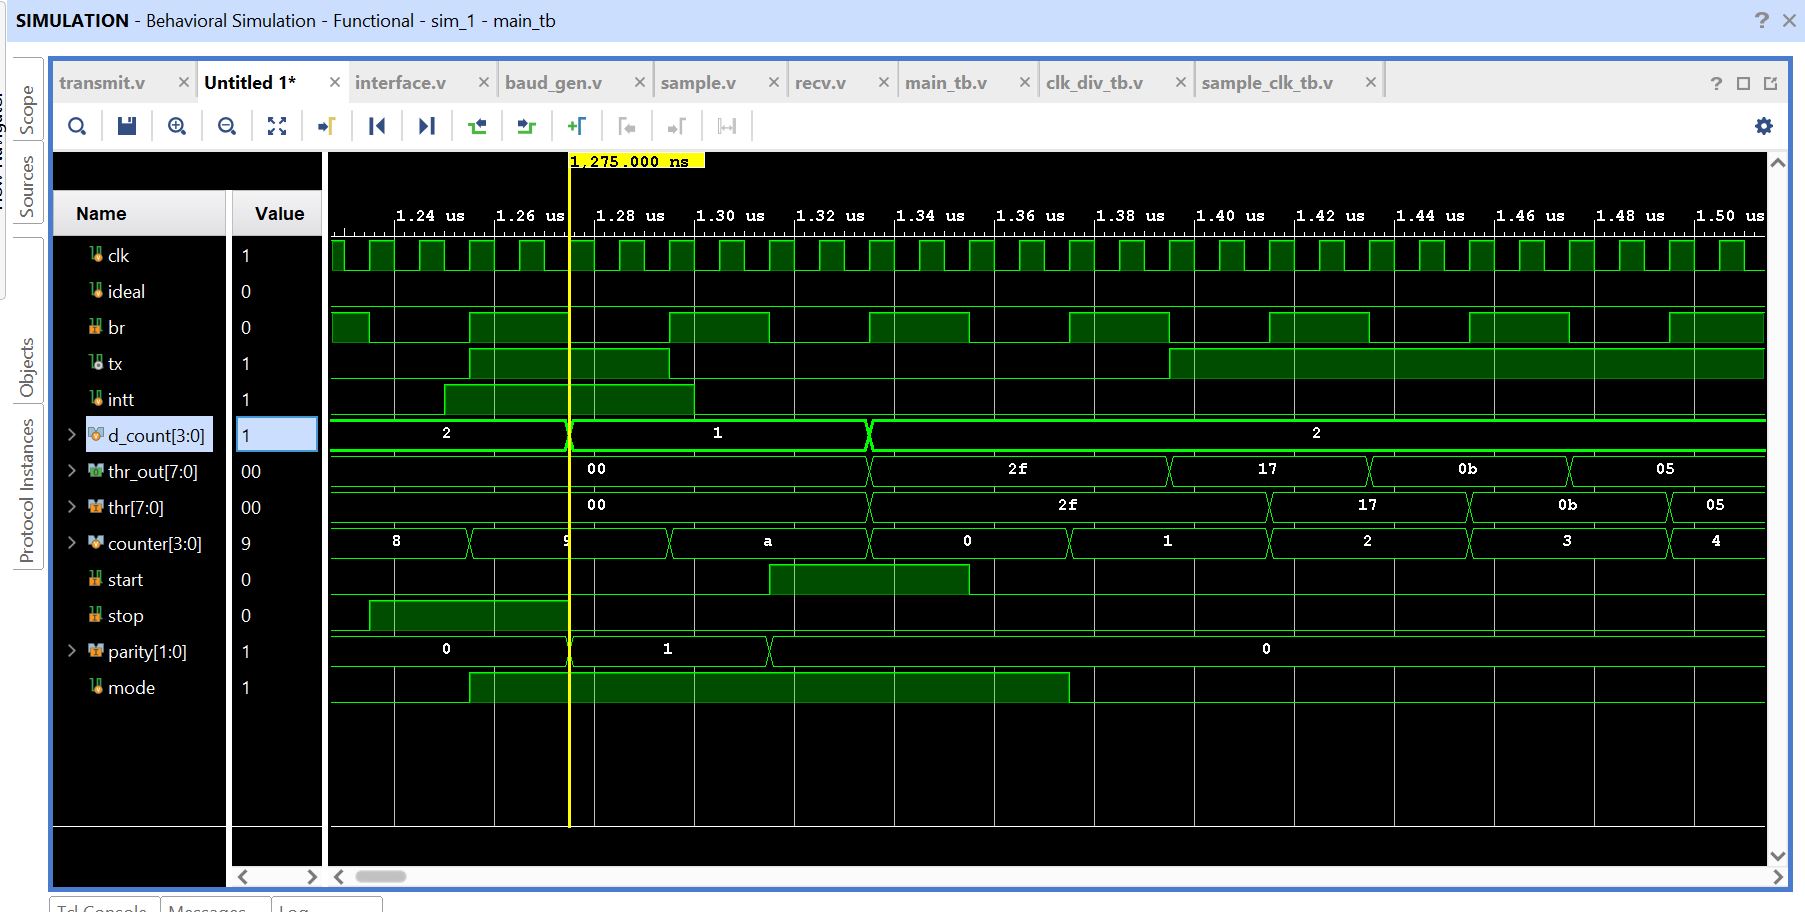 SIMULATION - Behavioral Simulation - Functional - sim_1 - main_tb
? ×
Scope
Sources
Objects
Protocol Instances
transmit.v × Untitled 1* × interface.v × baud_gen.v × sample.v × recv.v × main_tb.v × clk_div_tb.v × sample_clk_tb.v ×
1,275.000 ns
Name Value
1.24 us 1.26 us 1.28 us 1.30 us 1.32 us 1.34 us 1.36 us 1.38 us 1.40 us 1.42 us 1.44 us 1.46 us 1.48 us 1.50 us
clk 1
ideal 0
br 0
tx 1
intt 1
d_count[3:0] 1 2 1 2
thr_out[7:0] 00 00 2f 17 0b 05
thr[7:0] 00 00 2f 17 0b 05
counter[3:0] 9 8 9 a 0 1 2 3 4
start 0
stop 0
parity[1:0] 1 0 1 0
mode 1
Tcl Console Messages Log